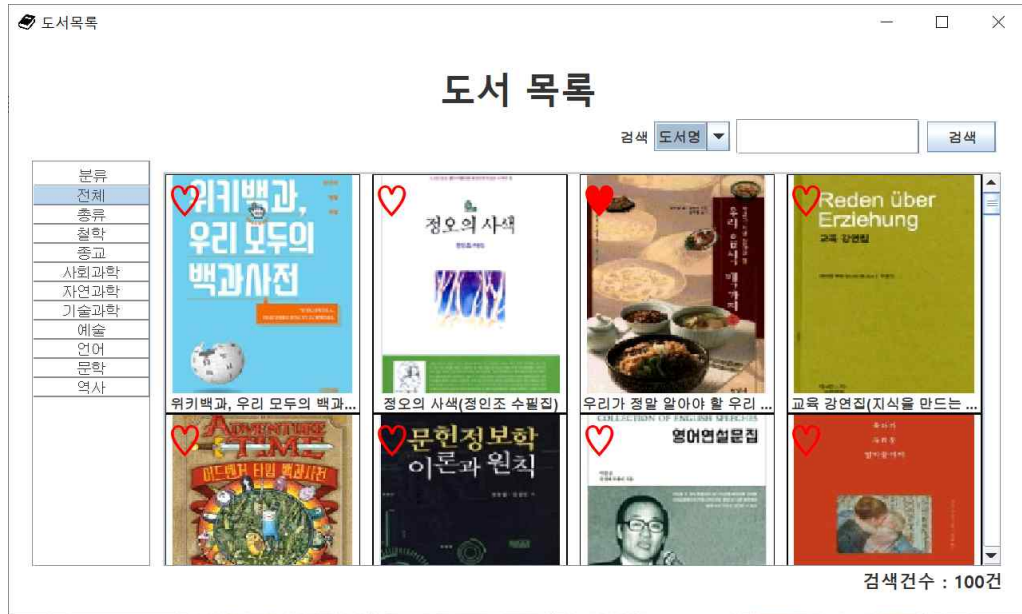 도서목록
도서 목록
검색 도서명 검색
분류
전체
총류
철학
종교
사회과학
자연과학
기술과학
예술
언어
문학
역사
위키백과,
우리 모두의
백과사전
위키백과, 우리 모두의 백과...
정오의 사색
정오의 사색(정인조 수필집)
우리 음식 백가지
우리가 정말 알아야 할 우리 ...
Reden über
Erziehung
교육 강연집
교육 강연집(지식을 만드는 ...
ADVENTURE
TIME
어드벤처 타임 백과사전
문헌정보학
이론과 원칙
COLLECTION OF ENGLISH SPEECHES
영어연설문집
검색건수 : 100건